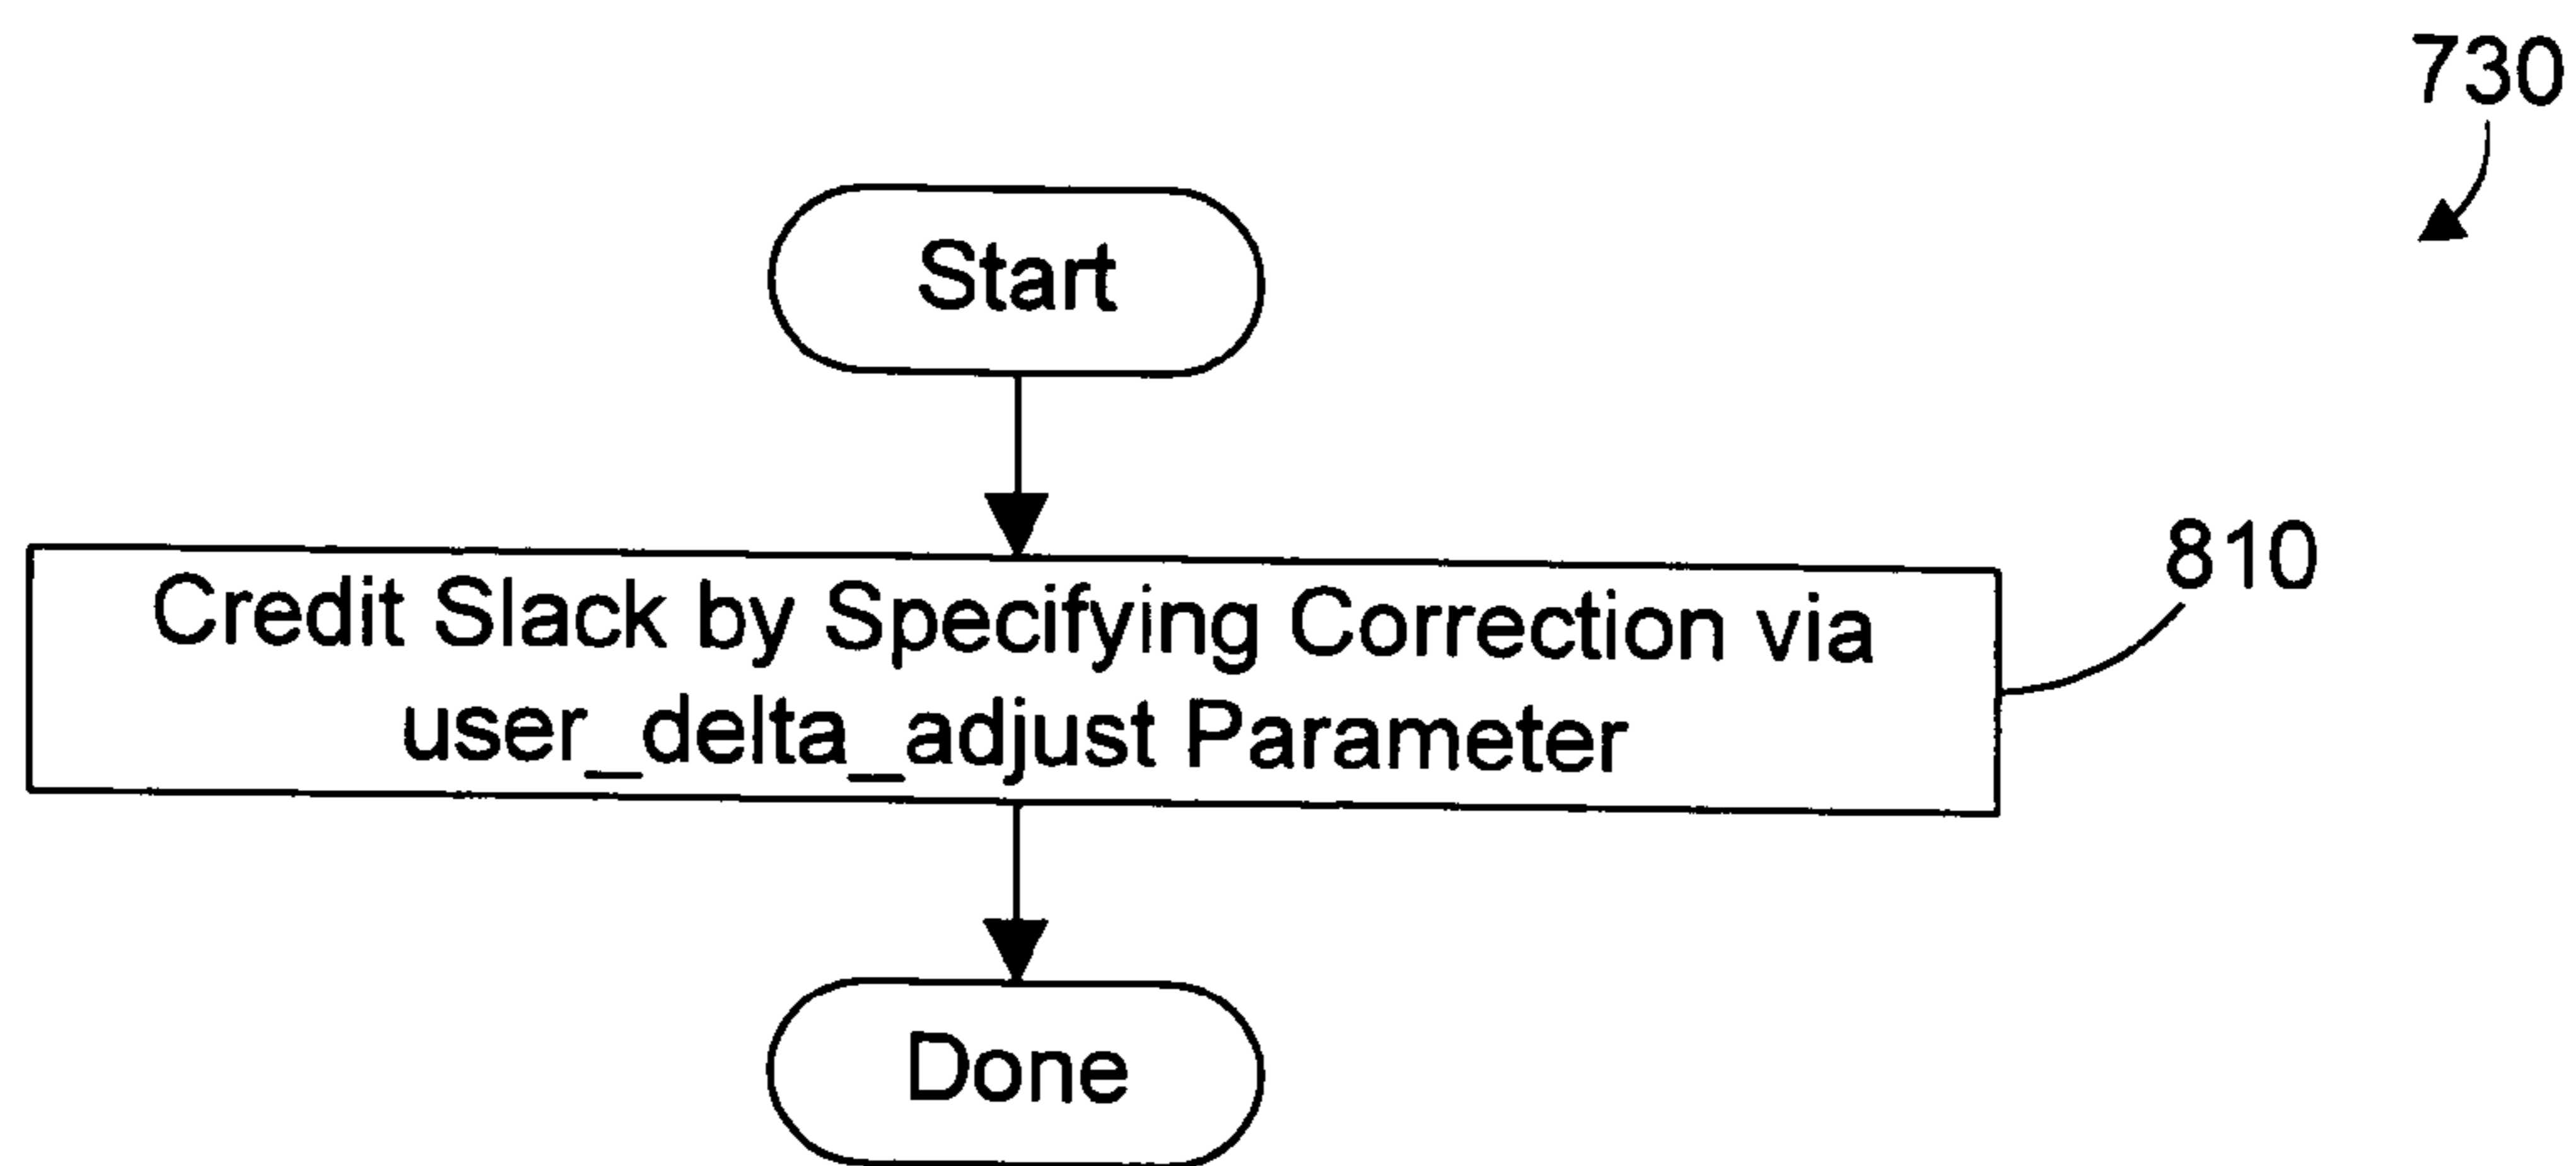 730
Start
Credit Slack by Specifying Correction via
user_delta_adjust Parameter
810
Done